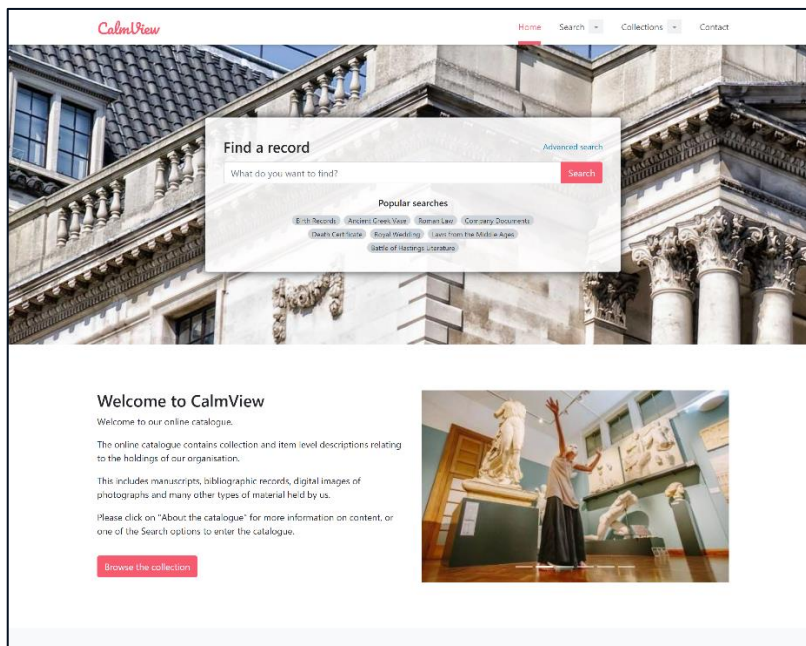 CalmView
Home Search Collections Contact
Find a record
Advanced search
What do you want to find?
Search
Popular searches
Birth Records Ancient Greek Vase Roman Law Company Documents
Death Certificate Royal Wedding Laws from the Middle Ages
Battle of Hastings Literature
Welcome to CalmView
Welcome to our online catalogue.
The online catalogue contains collection and item level descriptions relating
to the holdings of our organisation.
This includes manuscripts, bibliographic records, digital images of
photographs and many other types of material held by us.
Please click on "About the catalogue" for more information on content, or
one of the Search options to enter the catalogue.
Browse the collection